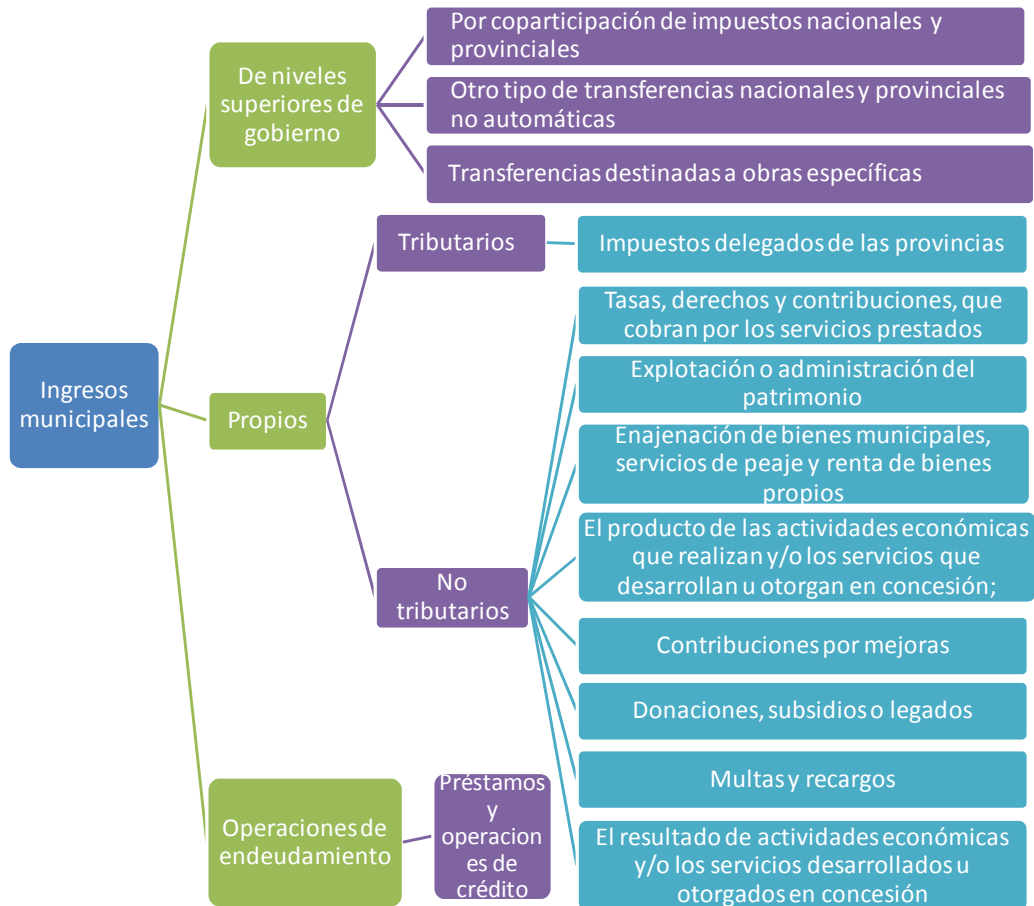 Ingresos
municipales
De niveles
superiores de
gobierno
Por coparticipación de impuestos nacionales y
provinciales
Otro tipo de transferencias nacionales y provinciales
no automáticas
Transferencias destinadas a obras específicas
Propios
Tributarios
Impuestos delegados de las provincias
No
tributarios
Tasas, derechos y contribuciones, que
cobran por los servicios prestados
Explotación o administración del
patrimonio
Enajenación de bienes municipales,
servicios de peaje y renta de bienes
propios
El producto de las actividades económicas
que realizan y/o los servicios que
desarrollan u otorgan en concesión;
Contribuciones por mejoras
Donaciones, subsidios o legados
Multas y recargos
El resultado de actividades económicas
y/o los servicios desarrollados u
otorgados en concesión
Operaciones de
endeudamiento
Préstamos
y
operacion
es de
crédito